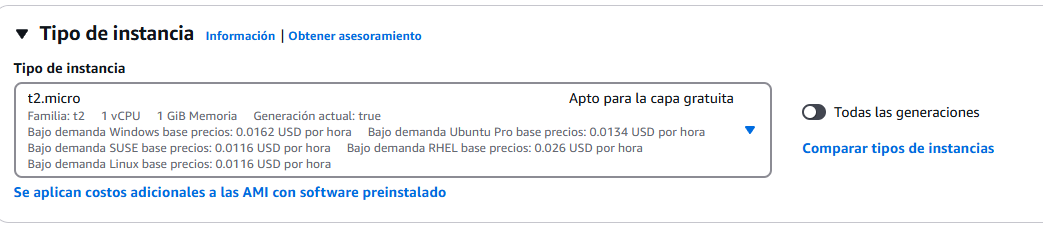 Tipo de instancia Información | Obtener asesoramiento
Tipo de instancia
t2.micro Apto para la capa gratuita
Familia: t2 1 vCPU 1 GiB Memoria Generación actual: true
Bajo demanda Windows base precios: 0.0162 USD por hora Bajo demanda Ubuntu Pro base precios: 0.0134 USD por hora
Bajo demanda SUSE base precios: 0.0116 USD por hora Bajo demanda RHEL base precios: 0.026 USD por hora
Bajo demanda Linux base precios: 0.0116 USD por hora
Todas las generaciones
Comparar tipos de instancias
Se aplican costos adicionales a las AMI con software preinstalado